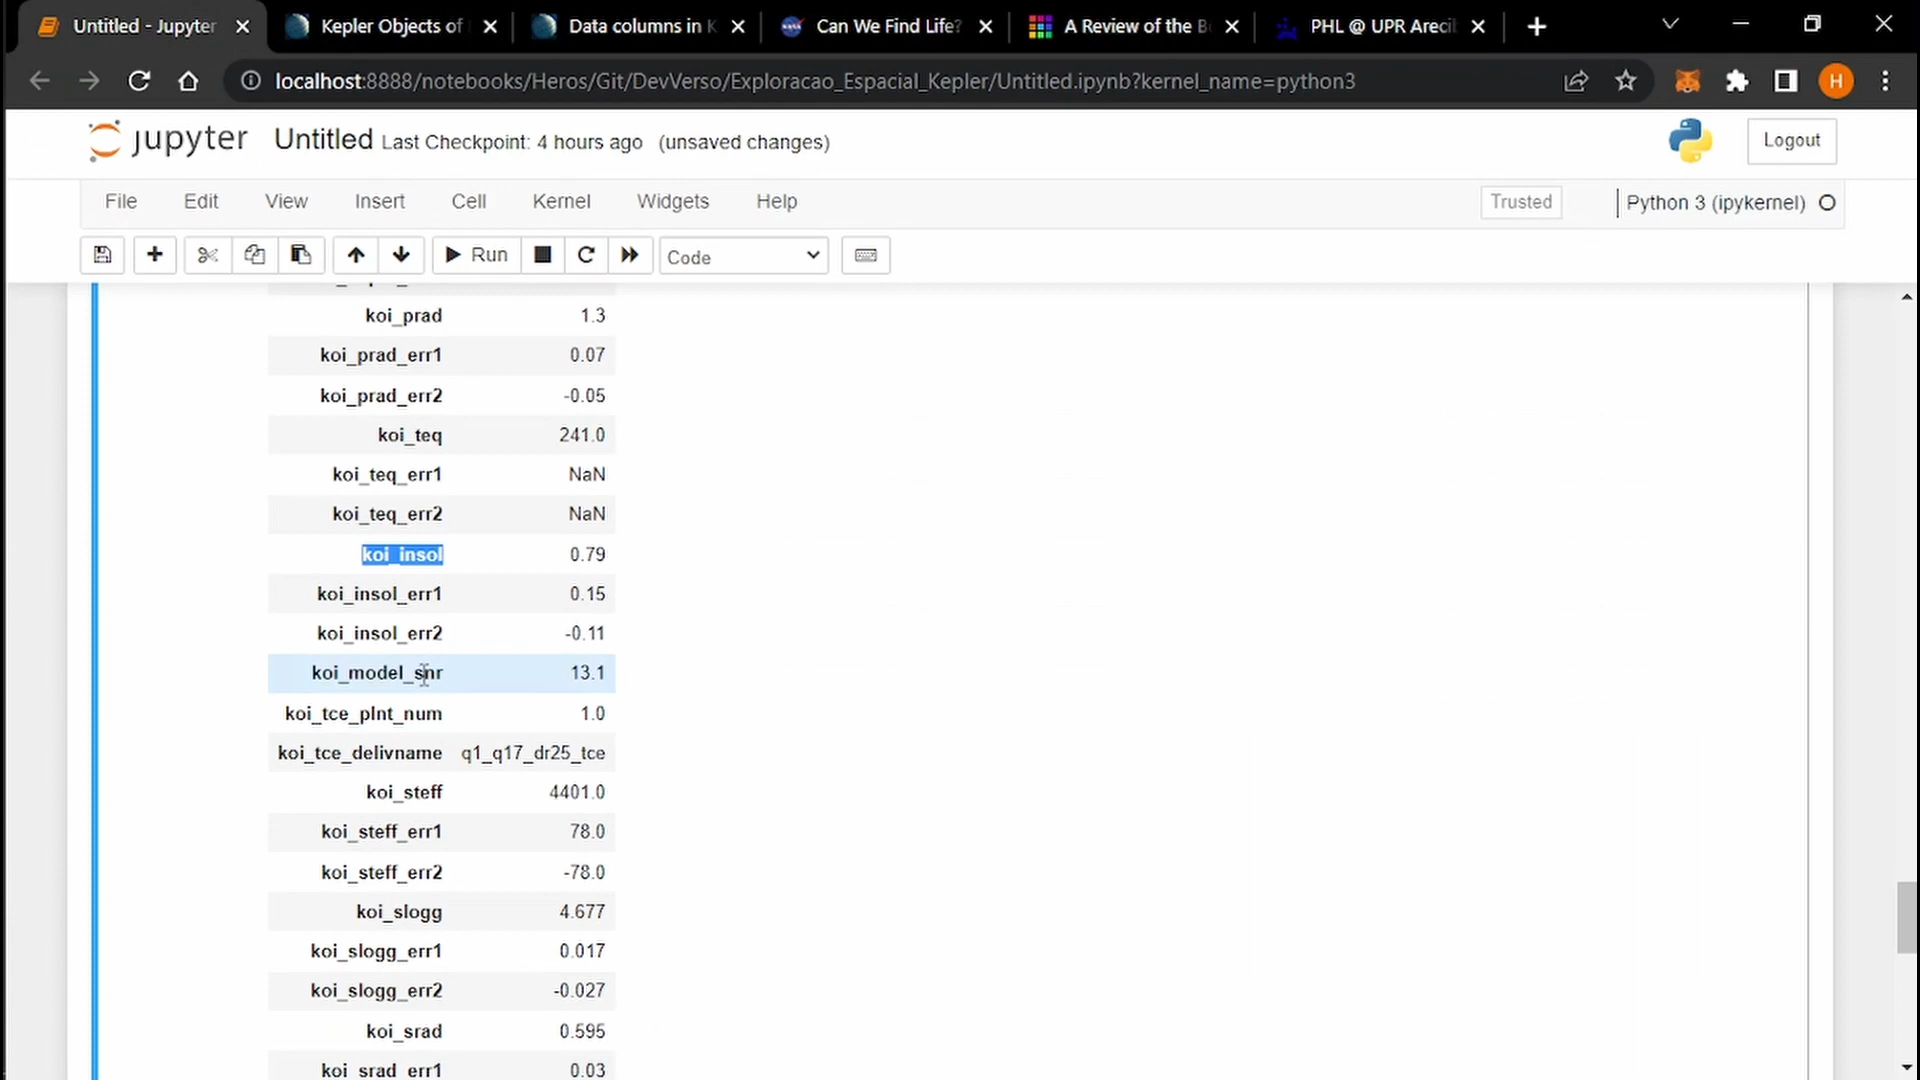 Untitled - Jupyter
Kepler Objects of
Data columns in K
Can We Find Life?
A Review of the B
PHL @ UPR Areci
localhost:8888/notebooks/Heros/Git/DevVerso/Exploracao_Espacial_Kepler/Untitled.ipynb?kernel_name=python3
H
jupyter Untitled Last Checkpoint: 4 hours ago (unsaved changes)
Logout
File Edit View Insert Cell Kernel Widgets Help
Trusted
Python 3 (ipykernel)
Run
Code
koi_prad 1.3
koi_prad_err1 0.07
koi_prad_err2 -0.05
koi_teq 241.0
koi_teq_err1 NaN
koi_teq_err2 NaN
koi_insol 0.79
koi_insol_err1 0.15
koi_insol_err2 -0.11
koi_model_snr 13.1
koi_tce_plnt_num 1.0
koi_tce_delivname q1_q17_dr25_tce
koi_steff 4401.0
koi_steff_err1 78.0
koi_steff_err2 -78.0
koi_slogg 4.677
koi_slogg_err1 0.017
koi_slogg_err2 -0.027
koi_srad 0.595
koi_srad_err1 0.03